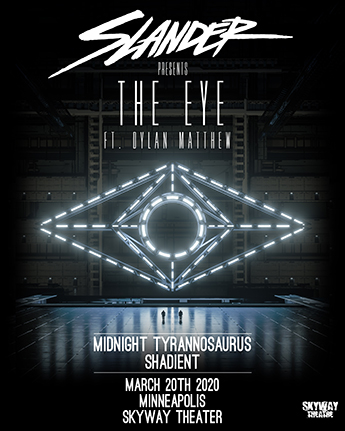 SLANDER
PRESENTS
THE EYE
FT. DYLAN MATTHEW
MIDNIGHT TYRANNOSAURUS
SHADIENT
MARCH 20TH 2020
MINNEAPOLIS
SKYWAY THEATER
SKYWAY
THEATRE